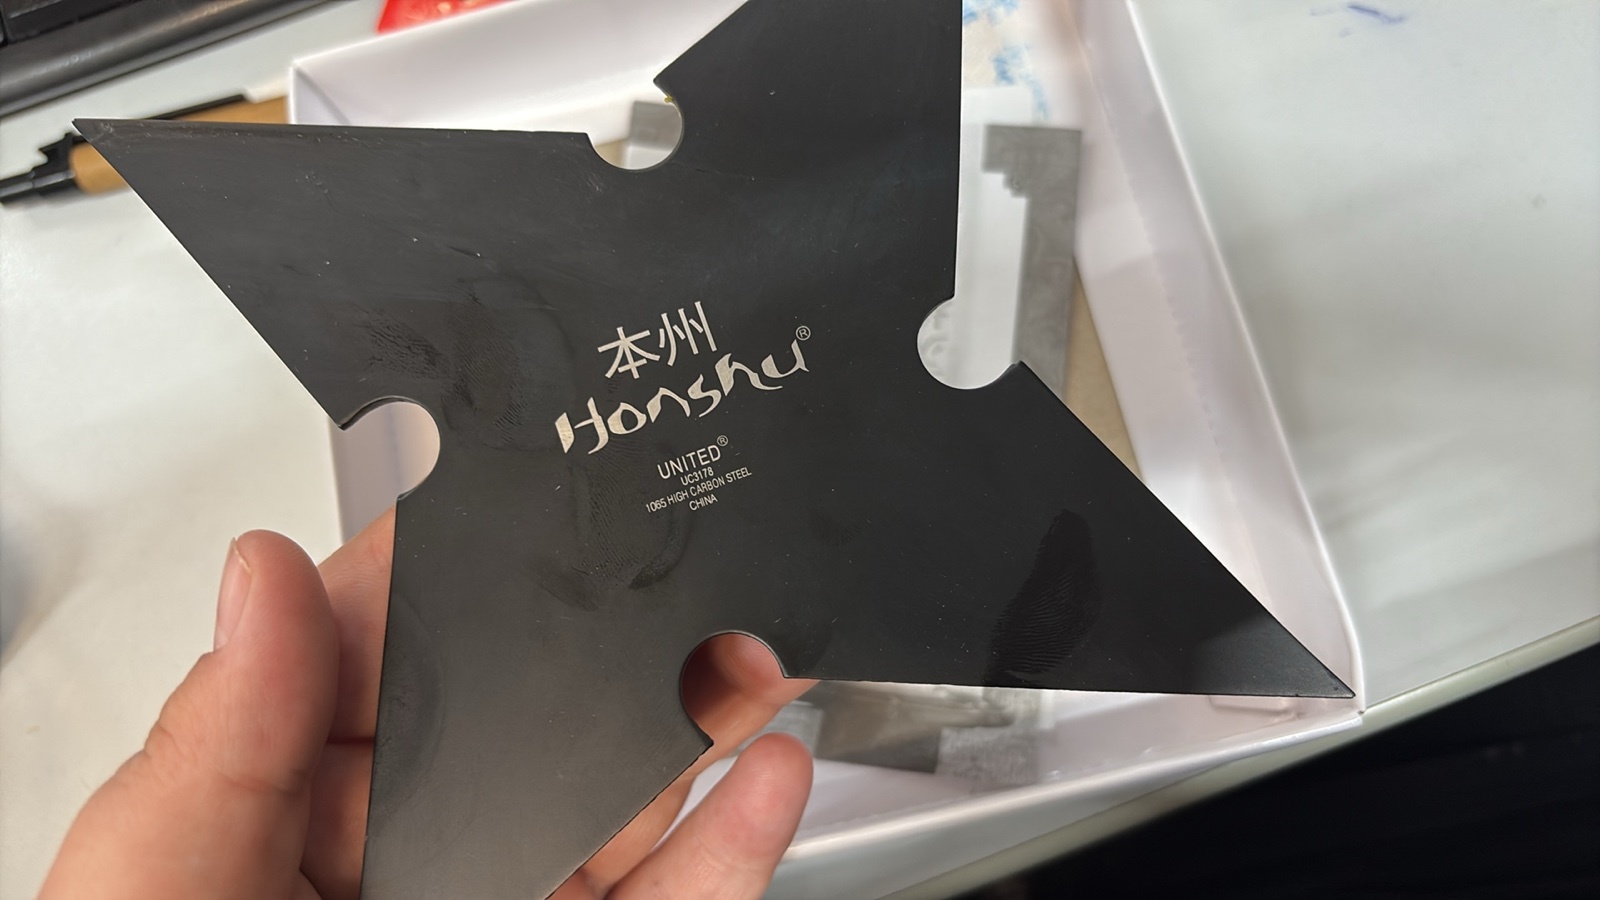 本州
Honshu®
UNITED®
UC3178
1065 HIGH CARBON STEEL
CHINA